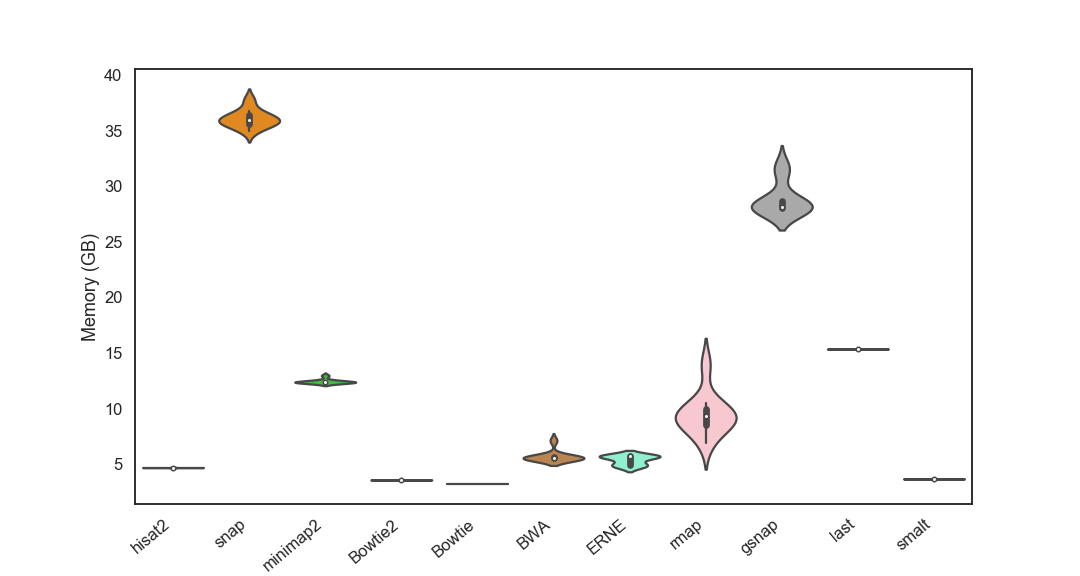 40
35
30
25
20
15
10
5
Memory (GB)
hisat2
snap
minimap2
Bowtie2
Bowtie
BWA
ERNE
rmap
gsnap
last
smalt